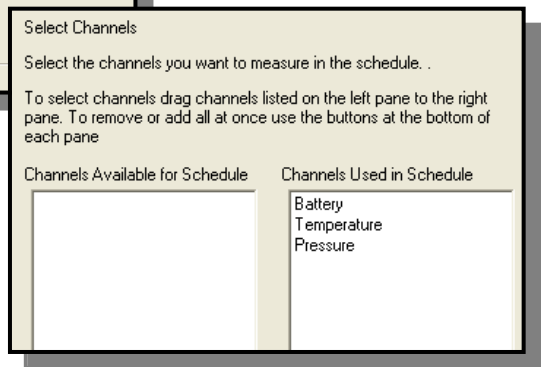 Select Channels
Select the channels you want to measure in the schedule. .
To select channels drag channels listed on the left pane to the right
pane. To remove or add all at once use the buttons at the bottom of
each pane
Channels Available for Schedule
Channels Used in Schedule
Battery
Temperature
Pressure